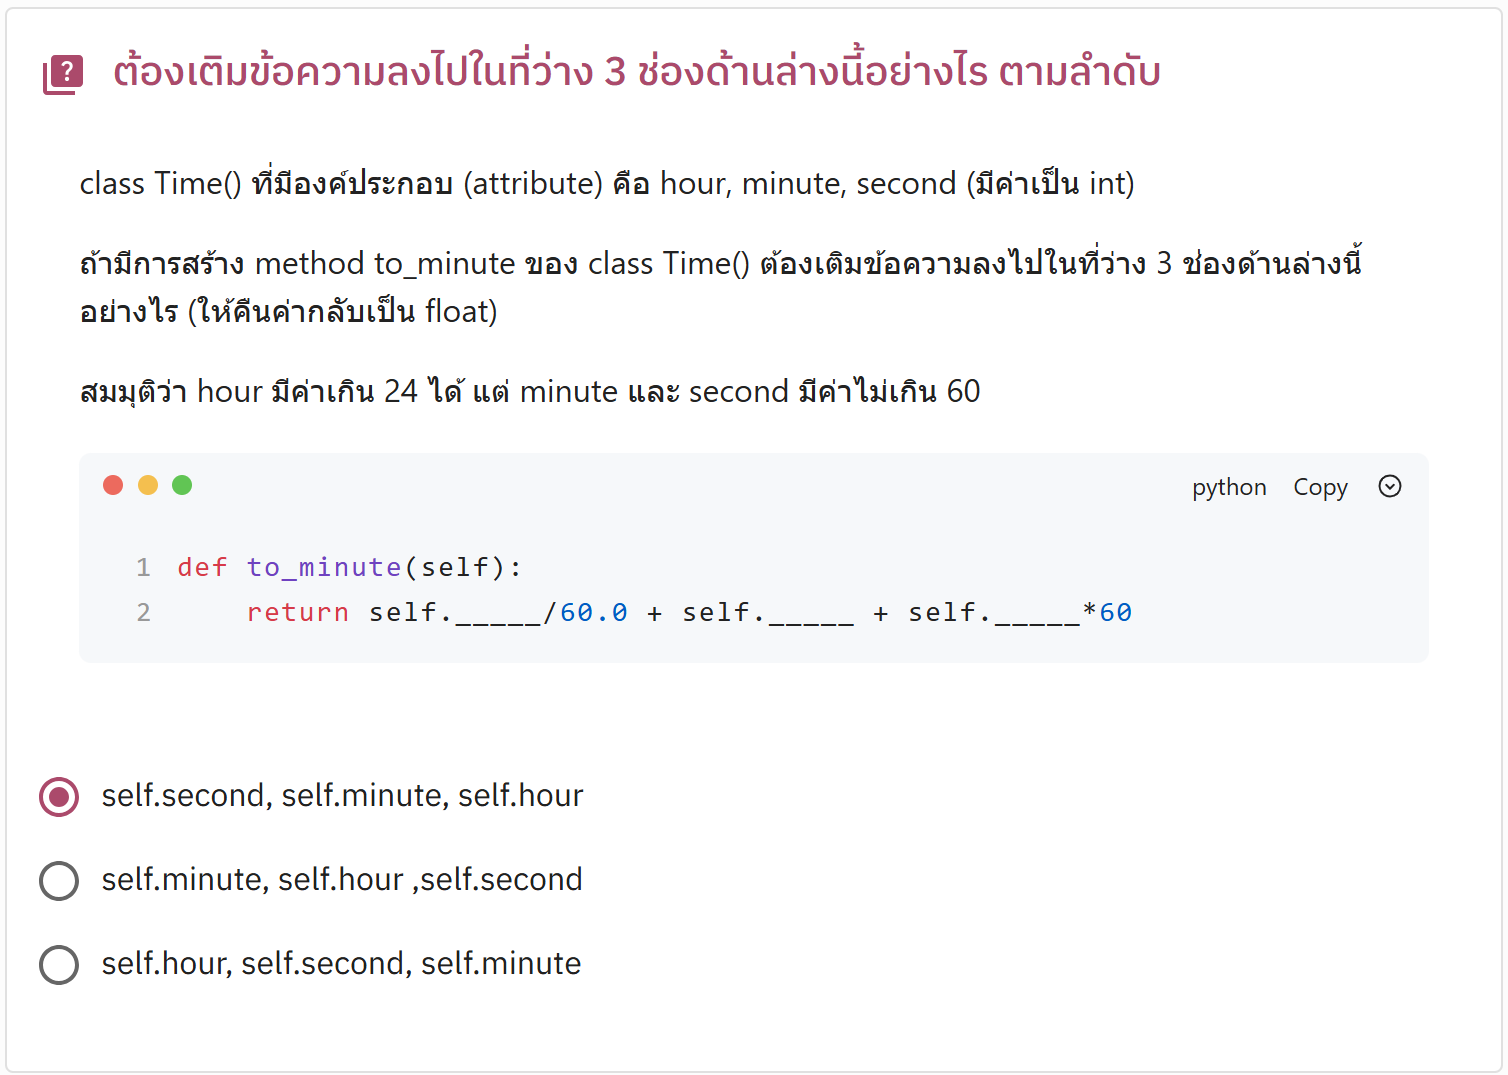 ต้องเติมข้อความลงไปในที่ว่าง 3 ช่องด้านล่างนี้อย่างไร ตามลำดับ
class Time() ที่มีองค์ประกอบ (attribute) คือ hour, minute, second (มีค่าเป็น int)
ถ้ามีการสร้าง method to_minute ของ class Time() ต้องเติมข้อความลงไปในที่ว่าง 3 ช่องด้านล่างนี้
อย่างไร (ให้คืนค่ากลับเป็น float)
สมมุติว่า hour มีค่าเกิน 24 ได้ แต่ minute และ second มีค่าไม่เกิน 60
python Copy
1 def to_minute(self):
2     return self._____/60.0 + self._____ + self._____*60
self.second, self.minute, self.hour
self.minute, self.hour ,self.second
self.hour, self.second, self.minute